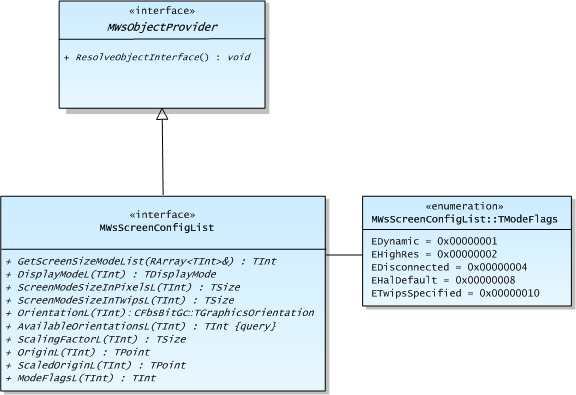 «interface»
MWsObjectProvider
+ ResolveObjectInterface() : void
«interface»
MWsScreenConfigList
+ GetScreenSizeModeList(RArray<TInt>&) : TInt
+ DisplayModeL(TInt) : TDisplayMode
+ ScreenModeSizeInPixelsL(TInt) : TSize
+ ScreenModeSizeInTwipsL(TInt) : TSize
+ OrientationL(TInt): CFbsBitGc::TGraphicsOrientation
+ AvailableOrientationsL(TInt) : TInt {query}
+ ScalingFactorL(TInt) : TSize
+ OriginL(TInt) : TPoint
+ ScaledOriginL(TInt) : TPoint
+ ModeFlagsL(TInt) : TInt
«enumeration»
MWsScreenConfigList::TModeFlags
EDynamic = 0x00000001
EHighRes = 0x00000002
EDisconnected = 0x00000004
EHalDefault = 0x00000008
ETwipsSpecified = 0x00000010